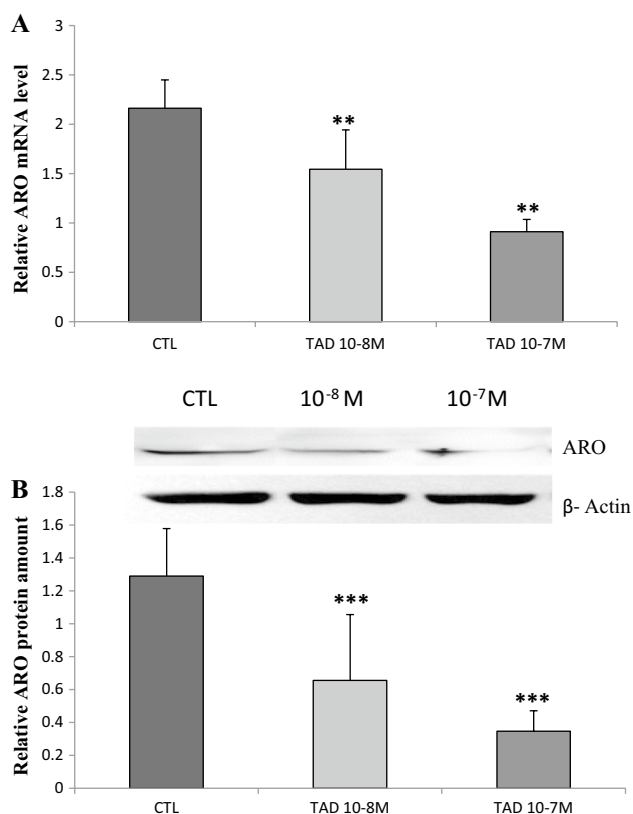 A
Relative ARO mRNA level
3
2.5
2
1.5
1
0.5
0
**
**
CTL
TAD 10-8M
TAD 10-7M
CTL
10⁻⁸ M
10⁻⁷ M
ARO
β- Actin
B
Relative ARO protein amount
1.8
1.6
1.4
1.2
1
0.8
0.6
0.4
0.2
0
***
***
CTL
TAD 10-8M
TAD 10-7M